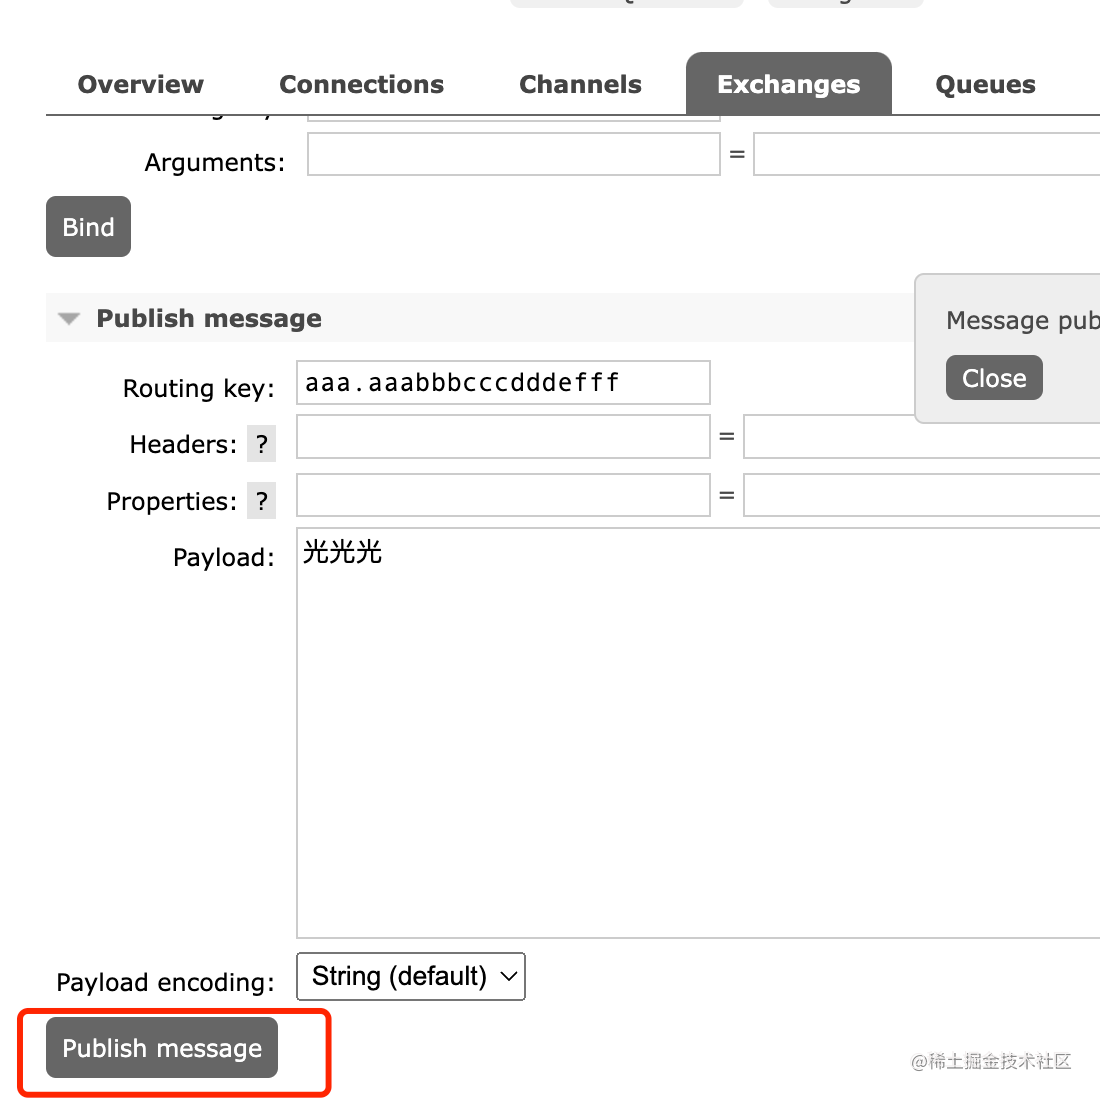 Overview Connections Channels Exchanges Queues
Arguments: =
Bind
Publish message
Message pub
Close
Routing key: aaa.aaabbbcccdddefff
Headers: ? =
Properties: ? =
Payload: 光光光
Payload encoding: String (default)
Publish message
@稀土掘金技术社区